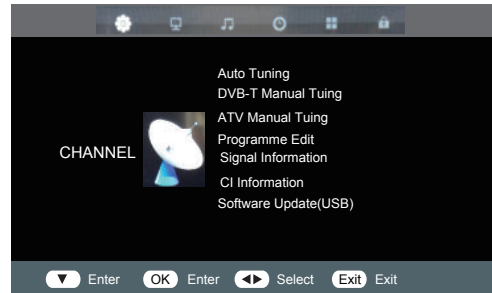 Auto Tuning
DVB-T Manual Tuing
ATV Manual Tuing
CHANNEL
Programme Edit
Signal Information
CI Information
Software Update(USB)
Enter OK Enter Select Exit Exit